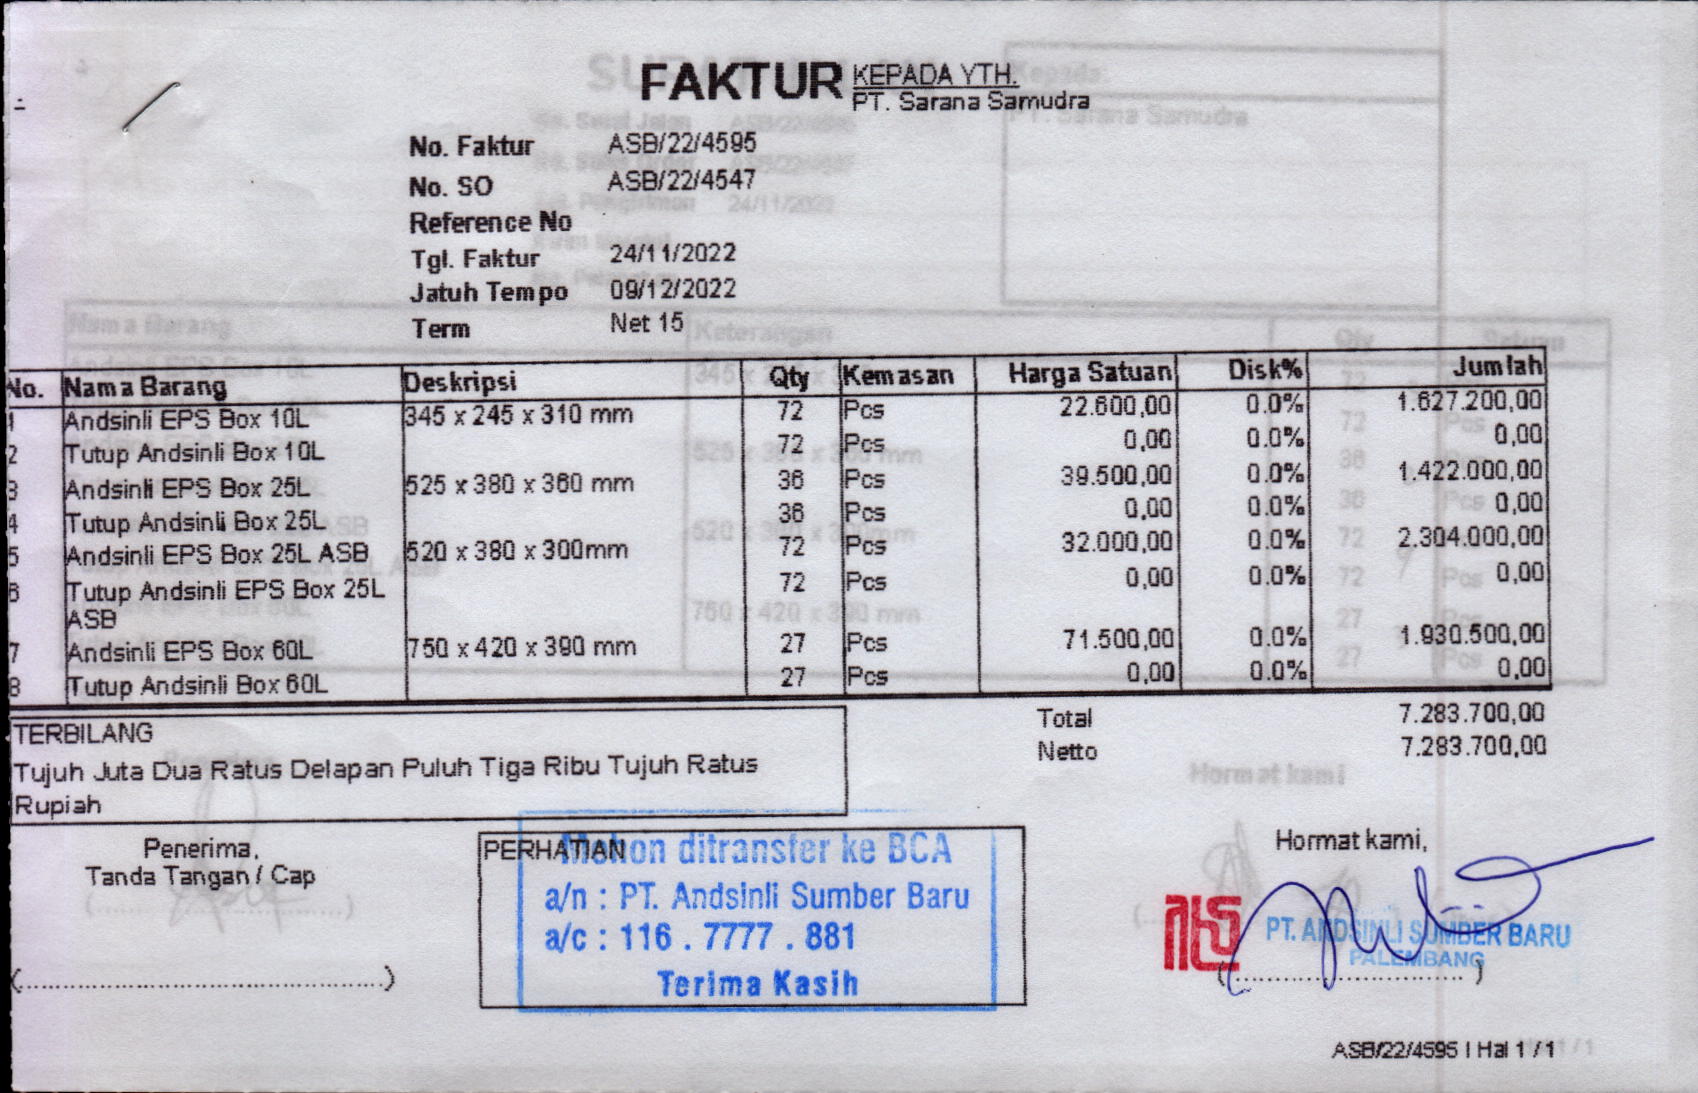 FAKTUR KEPADA YTH.
PT. Sarana Samudra
No. Faktur ASB/22/4595
No. SO ASB/22/4547
Reference No
Tgl. Faktur 24/11/2022
Jatuh Tempo 09/12/2022
Term Net 15
No. Nama Barang Deskripsi Qty Kemasan Harga Satuan Disk% Jumlah
1 Andsinli EPS Box 10L 345 x 245 x 310 mm 72 Pcs 22.600,00 0.0% 1.627.200,00
2 Tutup Andsinli Box 10L 72 Pcs 0,00 0.0% 0,00
3 Andsinli EPS Box 25L 525 x 380 x 360 mm 36 Pcs 39.500,00 0.0% 1.422.000,00
4 Tutup Andsinli Box 25L 36 Pcs 0,00 0.0% 0,00
5 Andsinli EPS Box 25L ASB 520 x 380 x 300mm 72 Pcs 32.000,00 0.0% 2.304.000,00
6 Tutup Andsinli EPS Box 25L 72 Pcs 0,00 0.0% 0,00
ASB
7 Andsinli EPS Box 60L 750 x 420 x 390 mm 27 Pcs 71.500,00 0.0% 1.930.500,00
8 Tutup Andsinli Box 60L 27 Pcs 0,00 0.0% 0,00
Total 7.283.700,00
Netto 7.283.700,00
TERBILANG
Tujuh Juta Dua Ratus Delapan Puluh Tiga Ribu Tujuh Ratus
Rupiah
Penerima,
Tanda Tangan / Cap
(..........................................)
PERHATIAN
Mohon ditransfer ke BCA
a/n : PT. Andsinli Sumber Baru
a/c : 116 . 7777 . 881
Terima Kasih
Hormat kami,
PT. ANDSINLI SUMBER BARU
PALEMBANG
(..............................)
ASB/22/4595 | Hal 1 / 1